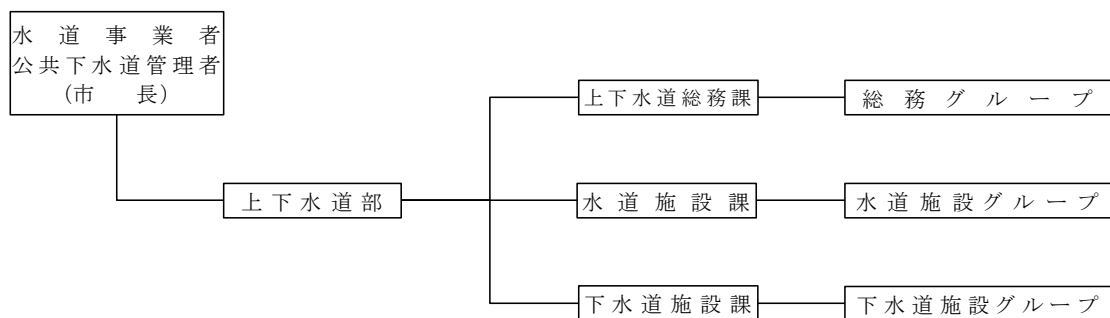 水道事業者
公共下水道管理者
(市長)
上下水道総務課
総務グループ
上下水道部
水道施設課
水道施設グループ
下水道施設課
下水道施設グループ